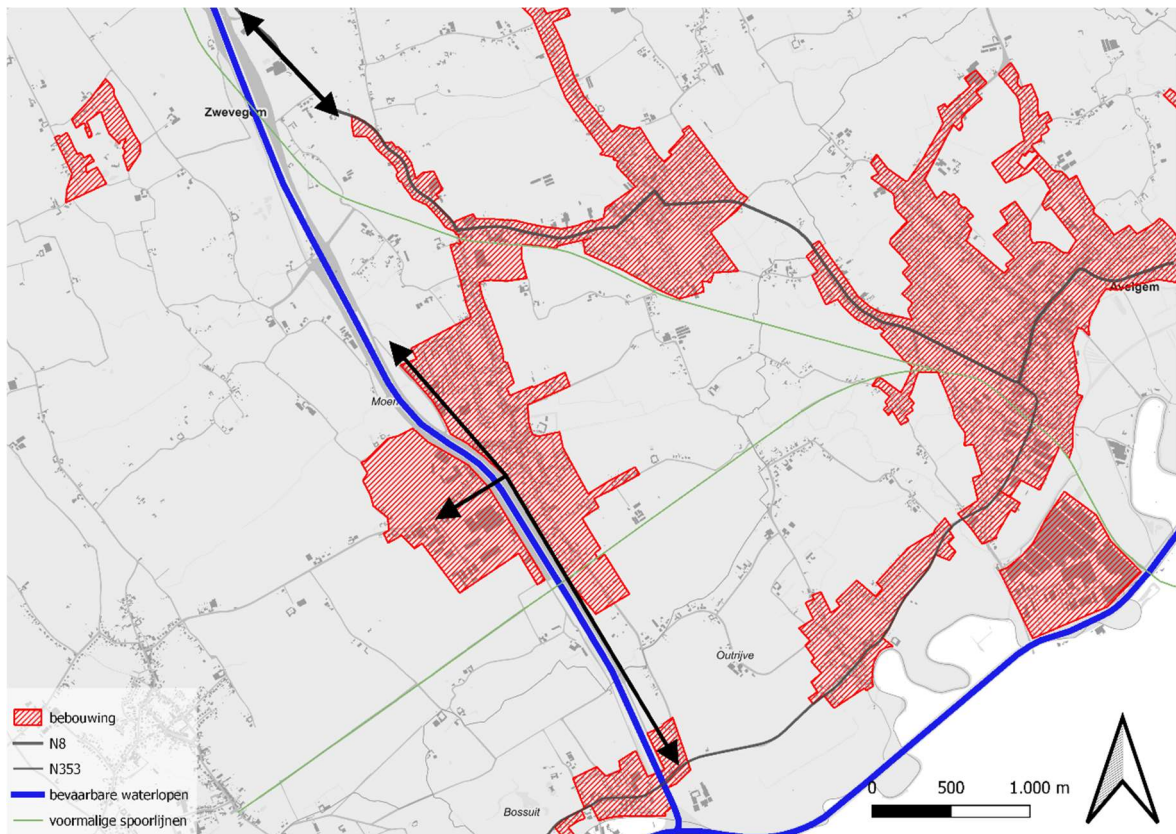 Zwevegem
Avelgem
Moen
Outrijve
Bossuit
bebouwing
N8
N353
bevaarbare waterlopen
voormalige spoorlijnen
0 500 1.000 m